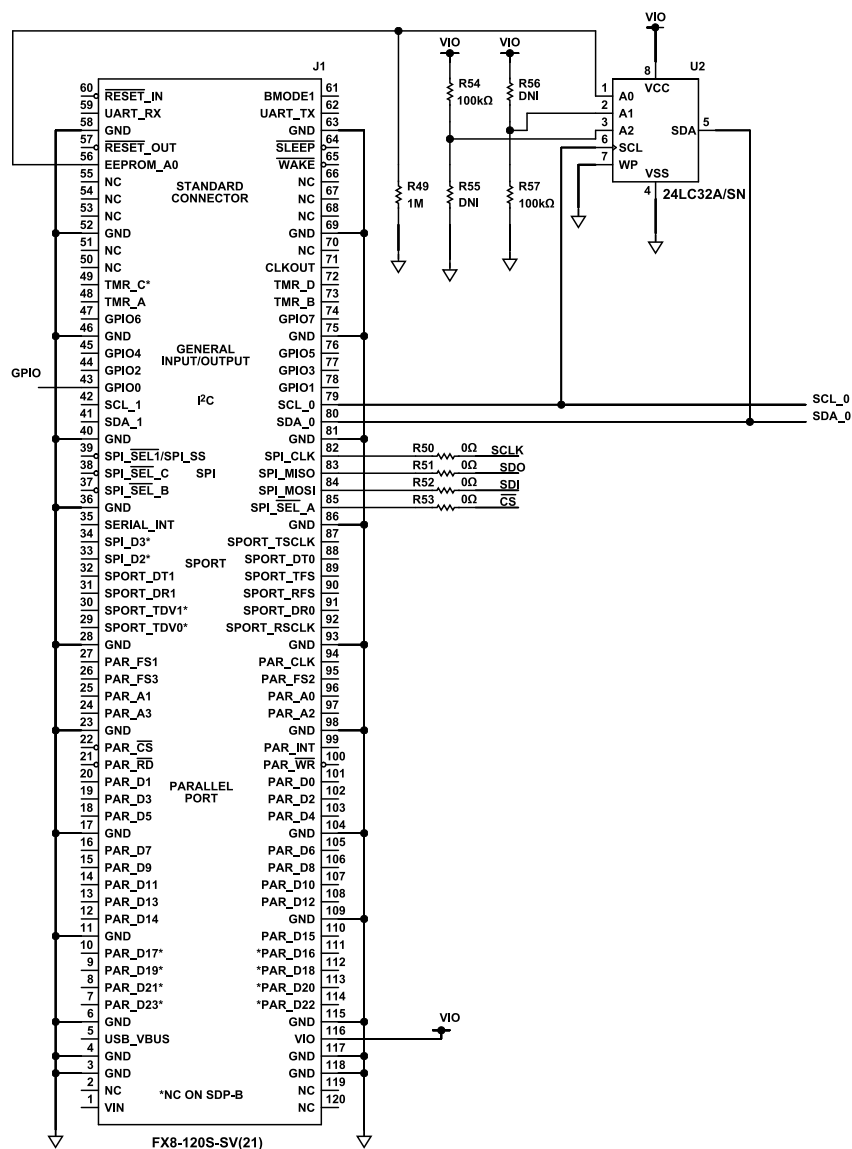 VIO
VIO VIO
J1
R54 100kΩ
R56 DNI
8
U2
VCC
1 A0
2 A1
3 A2
6 SCL
7 WP
SDA 5
VSS
4
24LC32A/SN
R49 1M
R55 DNI
R57 100kΩ
60 RESET_IN BMODE1 61
59 UART_RX UART_TX 62
58 GND GND 63
57 RESET_OUT SLEEP 64
56 EEPROM_A0 WAKE 65
55 NC NC 66
STANDARD CONNECTOR
54 NC NC 67
53 NC NC 68
52 GND GND 69
51 NC NC 70
50 NC CLKOUT 71
49 TMR_C* TMR_D 72
48 TMR_A TMR_B 73
47 GPIO6 GPIO7 74
46 GND GND 75
GENERAL INPUT/OUTPUT
45 GPIO4 GPIO5 76
44 GPIO2 GPIO3 77
GPIO 43 GPIO0 GPIO1 78
42 SCL_1 I²C SCL_0 79 SCL_0
41 SDA_1 SDA_0 80 SDA_0
40 GND GND 81
39 SPI_SEL1/SPI_SS SPI_CLK 82 R50 0Ω SCLK
38 SPI_SEL_C SPI SPI_MISO 83 R51 0Ω SDO
37 SPI_SEL_B SPI_MOSI 84 R52 0Ω SDI
36 GND SPI_SEL_A 85 R53 0Ω CS
35 SERIAL_INT GND 86
34 SPI_D3* SPORT_TSCLK 87
33 SPI_D2* SPORT SPORT_DT0 88
32 SPORT_DT1 SPORT_TFS 89
31 SPORT_DR1 SPORT_RFS 90
30 SPORT_TDV1* SPORT_DR0 91
29 SPORT_TDV0* SPORT_RSCLK 92
28 GND GND 93
27 PAR_FS1 PAR_CLK 94
26 PAR_FS3 PAR_FS2 95
25 PAR_A1 PAR_A0 96
24 PAR_A3 PAR_A2 97
23 GND GND 98
22 PAR_CS PAR_INT 99
21 PAR_RD PAR_WR 100
20 PAR_D1 PAR_D0 101
PARALLEL PORT
19 PAR_D3 PAR_D2 102
18 PAR_D5 PAR_D4 103
17 GND GND 104
16 PAR_D7 PAR_D6 105
15 PAR_D9 PAR_D8 106
14 PAR_D11 PAR_D10 107
13 PAR_D13 PAR_D12 108
12 PAR_D14 GND 109
11 GND PAR_D15 110
10 PAR_D17* *PAR_D16 111
9 PAR_D19* *PAR_D18 112
8 PAR_D21* *PAR_D20 113
7 PAR_D23* *PAR_D22 114
6 GND GND 115
5 USB_VBUS VIO 116 VIO
4 GND GND 117
3 GND GND 118
2 NC *NC ON SDP-B NC 119
1 VIN NC 120
FX8-120S-SV(21)